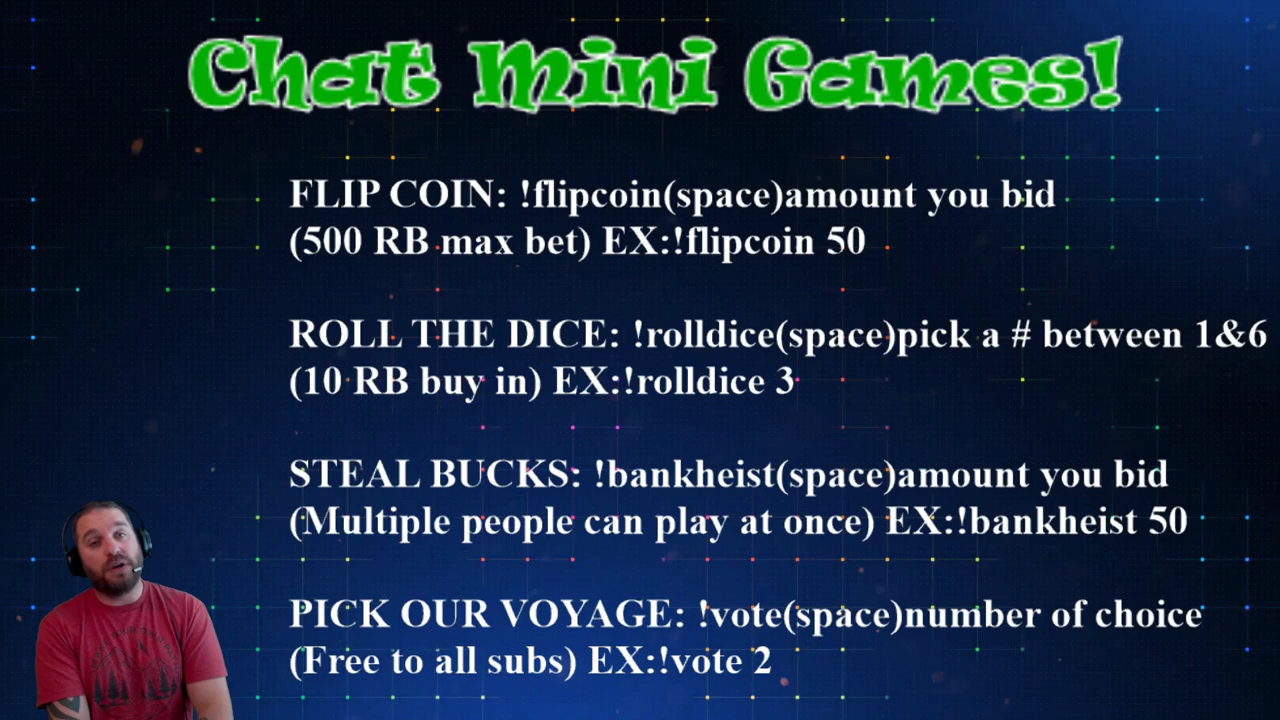 Chat Mini Games!
FLIP COIN: !flipcoin(space)amount you bid
(500 RB max bet) EX:!flipcoin 50
ROLL THE DICE: !rolldice(space)pick a # between 1&6
(10 RB buy in) EX:!rolldice 3
STEAL BUCKS: !bankheist(space)amount you bid
(Multiple people can play at once) EX:!bankheist 50
PICK OUR VOYAGE: !vote(space)number of choice
(Free to all subs) EX:!vote 2